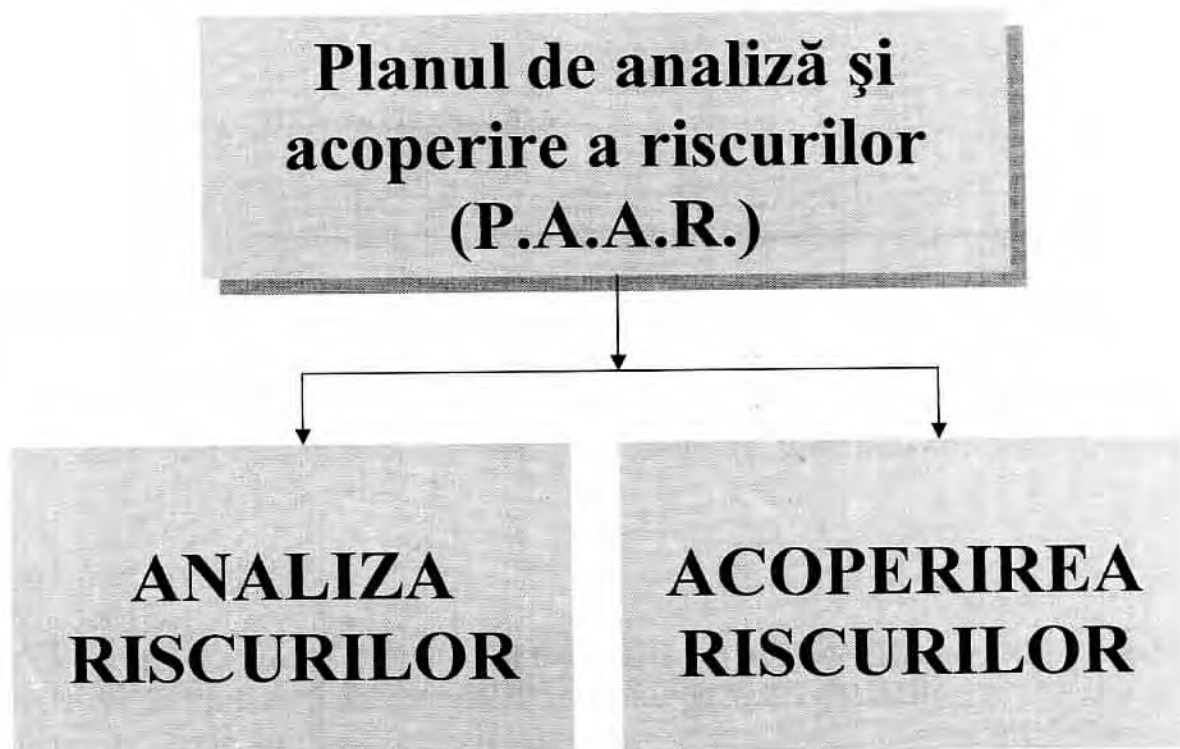 Planul de analiză şi
acoperire a riscurilor
(P.A.A.R.)
ANALIZA
RISCURILOR
ACOPERIREA
RISCURILOR